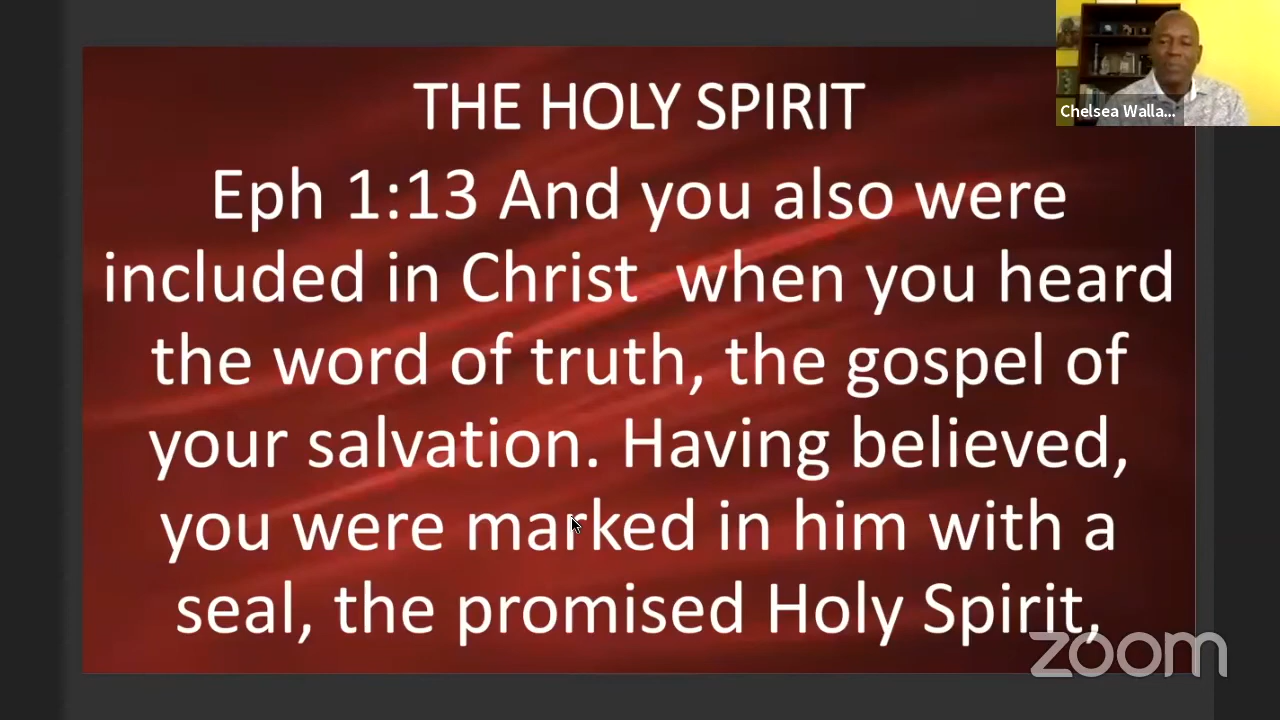 THE HOLY SPIRIT
Eph 1:13 And you also were
included in Christ  when you heard
the word of truth, the gospel of
your salvation. Having believed,
you were marked in him with a
seal, the promised Holy Spirit,
Chelsea Walla...
zoom